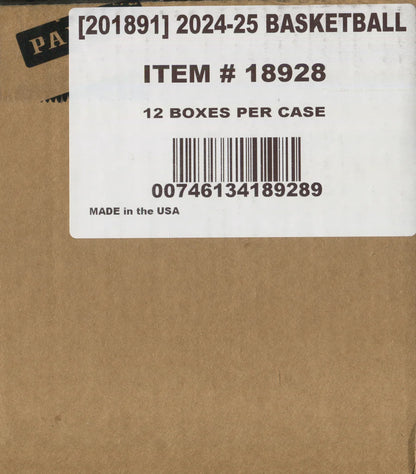 [201891] 2024-25 BASKETBALL
ITEM # 18928
12 BOXES PER CASE
00746134189289
MADE in the USA